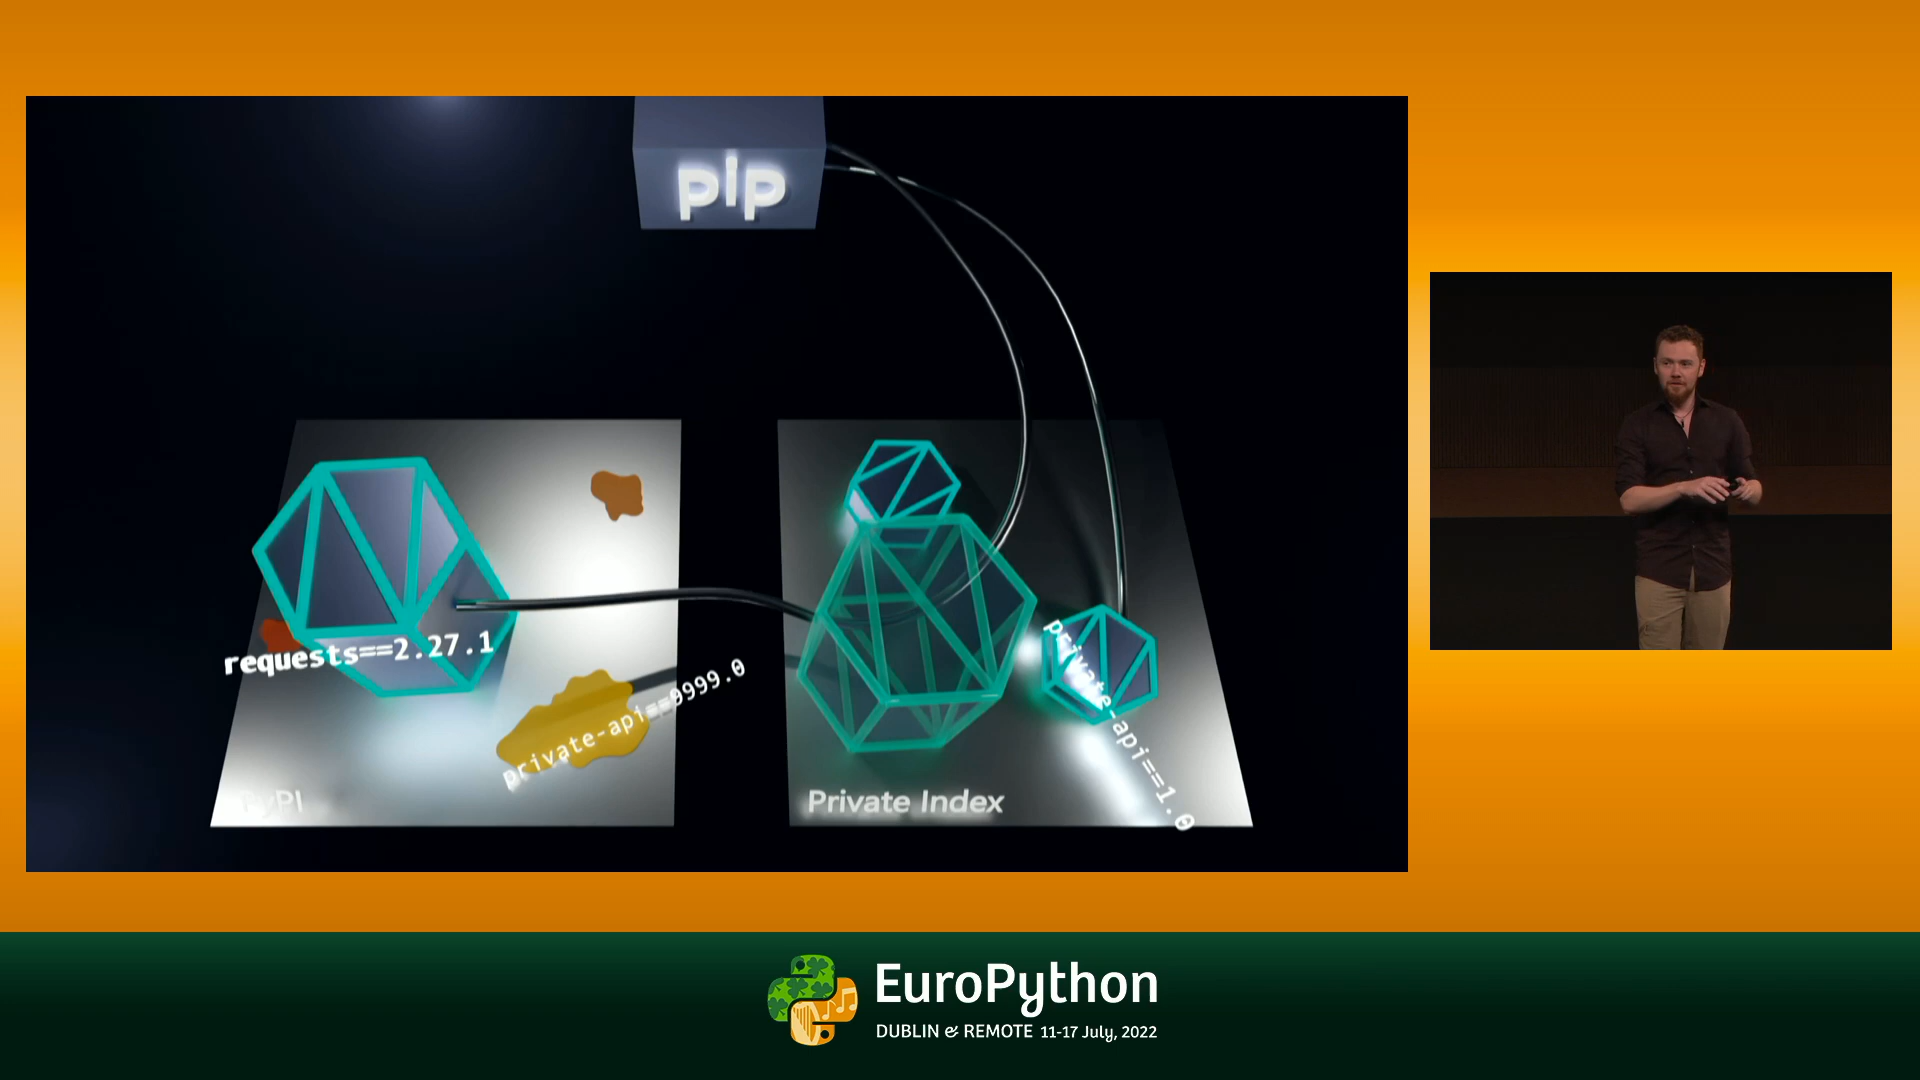 pip
requests==2.27.1
private-api==9999.0
PyPI
private-api==1.0
Private Index
EuroPython
DUBLIN & REMOTE 11-17 July, 2022